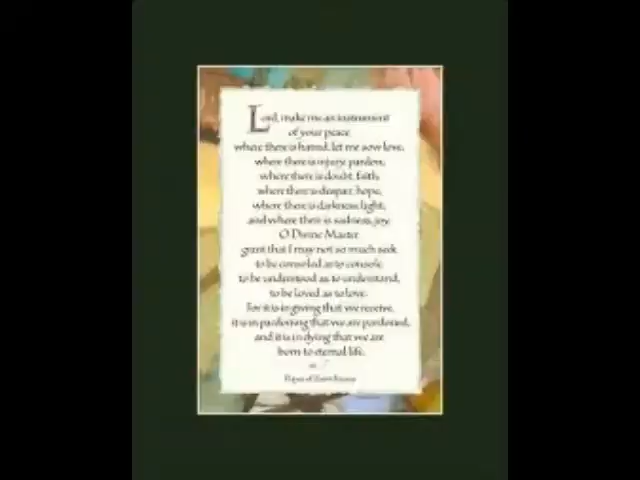 Lord, make me an instrument
of your peace
where there is hatred, let me sow love,
where there is injury, pardon,
where there is doubt, faith,
where there is despair, hope,
where there is darkness, light,
and where there is sadness, joy.
O Divine Master
grant that I may not so much seek
to be consoled as to console,
to be understood as to understand,
to be loved as to love.
For it is in giving that we receive,
it is in pardoning that we are pardoned,
and it is in dying that we are
born to eternal life.
Prayer of Saint Francis